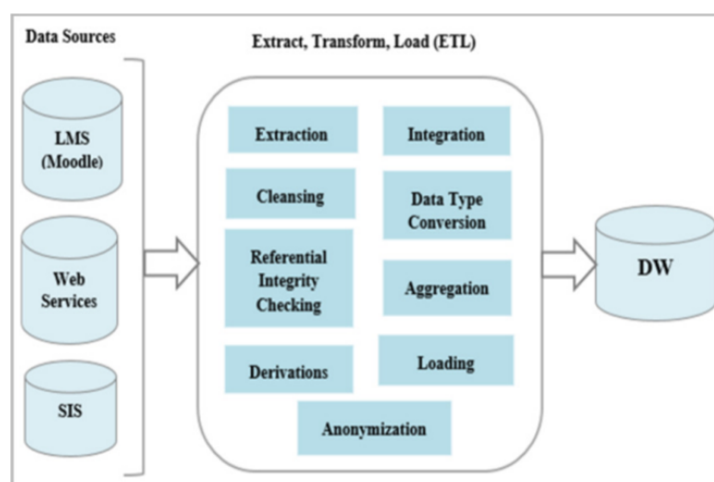 Data Sources
Extract, Transform, Load (ETL)
LMS
(Moodle)
Web
Services
SIS
Extraction
Integration
Cleansing
Data Type
Conversion
Referential
Integrity
Checking
Aggregation
Derivations
Loading
Anonymization
DW